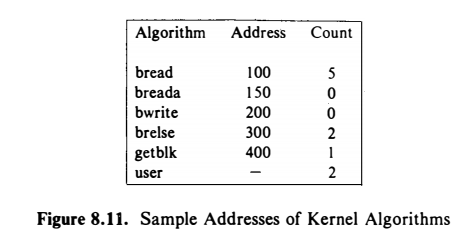 Algorithm Address Count
bread 100 5
breada 150 0
bwrite 200 0
brelse 300 2
getblk 400 1
user — 2
Figure 8.11. Sample Addresses of Kernel Algorithms